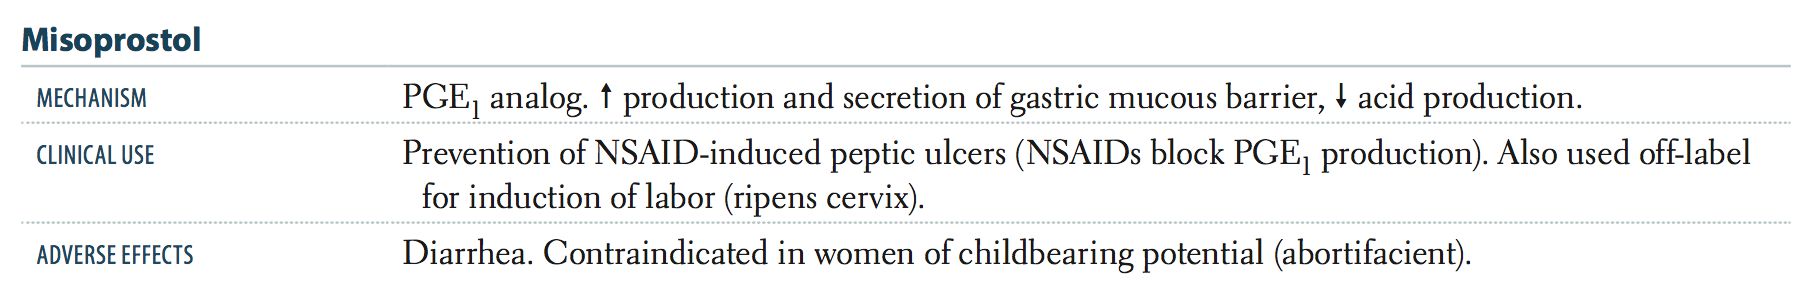 Misoprostol
MECHANISM PGE1 analog. ↑ production and secretion of gastric mucous barrier, ↓ acid production.
CLINICAL USE Prevention of NSAID-induced peptic ulcers (NSAIDs block PGE1 production). Also used off-label
for induction of labor (ripens cervix).
ADVERSE EFFECTS Diarrhea. Contraindicated in women of childbearing potential (abortifacient).